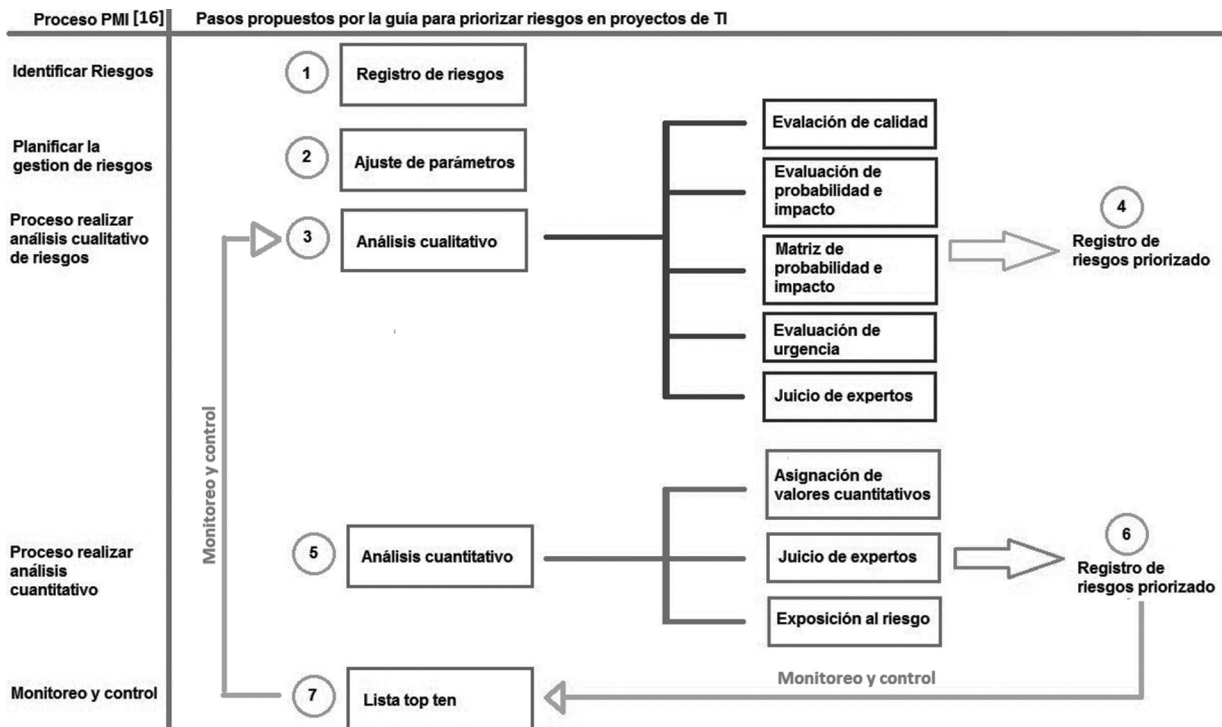 Proceso PMI [16]
Pasos propuestos por la guía para priorizar riesgos en proyectos de TI
Identificar Riesgos
1
Registro de riesgos
Planificar la
gestion de riesgos
2
Ajuste de parámetros
Proceso realizar
análisis cualitativo
de riesgos
3
Análisis cualitativo
Evalación de calidad
Evaluación de
probabilidad e
impacto
Matriz de
probabilidad e
impacto
Evaluación de
urgencia
Juicio de expertos
4
Registro de
riesgos priorizado
Monitoreo y control
Proceso realizar
análisis
cuantitativo
5
Análisis cuantitativo
Asignación de
valores cuantitativos
Juicio de expertos
Exposición al riesgo
6
Registro de
riesgos priorizado
Monitoreo y control
Monitoreo y control
7
Lista top ten